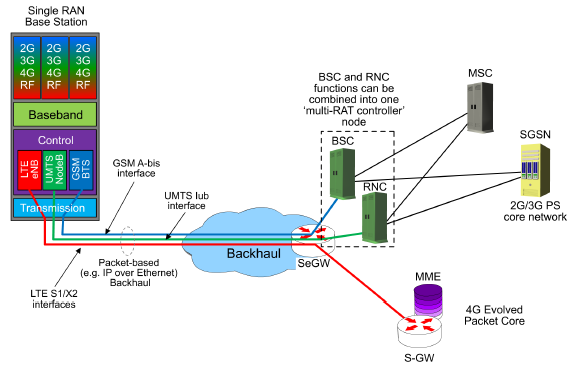 Single RAN
Base Station
2G 2G 2G
3G 3G 3G
4G 4G 4G
RF RF RF
Baseband
Control
LTE
eNB
UMTS
NodeB
GSM
BTS
Transmission
GSM A-bis
interface
UMTS Iub
interface
LTE S1/X2
interfaces
Packet-based
(e.g. IP over Ethernet)
Backhaul
Backhaul
SeGW
BSC and RNC
functions can be
combined into one
'multi-RAT controller'
node
BSC
RNC
MSC
SGSN
2G/3G PS
core network
MME
4G Evolved
Packet Core
S-GW